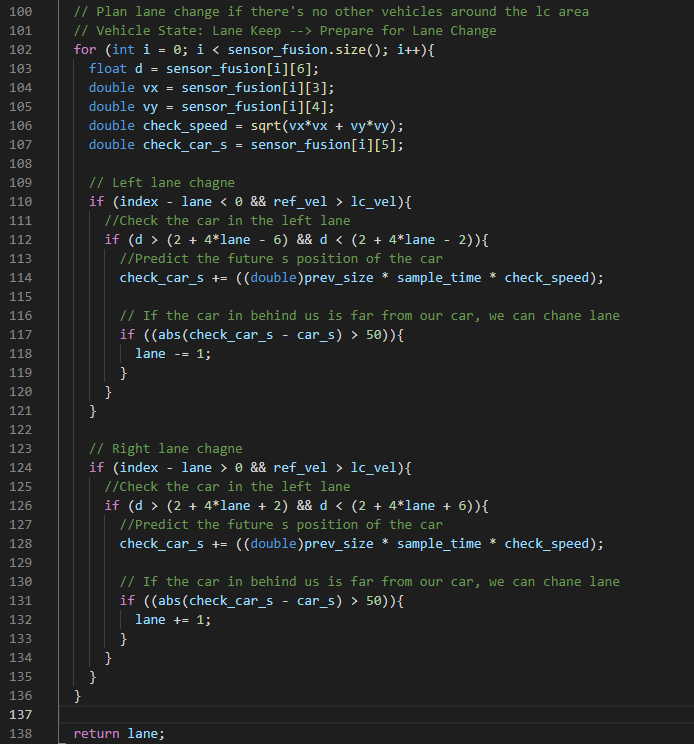 100 // Plan lane change if there's no other vehicles around the lc area
101 // Vehicle State: Lane Keep --> Prepare for Lane Change
102 for (int i = 0; i < sensor_fusion.size(); i++){
103 float d = sensor_fusion[i][6];
104 double vx = sensor_fusion[i][3];
105 double vy = sensor_fusion[i][4];
106 double check_speed = sqrt(vx*vx + vy*vy);
107 double check_car_s = sensor_fusion[i][5];
108
109 // Left lane chagne
110 if (index - lane < 0 && ref_vel > lc_vel){
111 //Check the car in the left lane
112 if (d > (2 + 4*lane - 6) && d < (2 + 4*lane - 2)){
113 //Predict the future s position of the car
114 check_car_s += ((double)prev_size * sample_time * check_speed);
115
116 // If the car in behind us is far from our car, we can chane lane
117 if ((abs(check_car_s - car_s) > 50)){
118 lane -= 1;
119 }
120 }
121 }
122
123 // Right lane chagne
124 if (index - lane > 0 && ref_vel > lc_vel){
125 //Check the car in the left lane
126 if (d > (2 + 4*lane + 2) && d < (2 + 4*lane + 6)){
127 //Predict the future s position of the car
128 check_car_s += ((double)prev_size * sample_time * check_speed);
129
130 // If the car in behind us is far from our car, we can chane lane
131 if ((abs(check_car_s - car_s) > 50)){
132 lane += 1;
133 }
134 }
135 }
136 }
137
138 return lane;